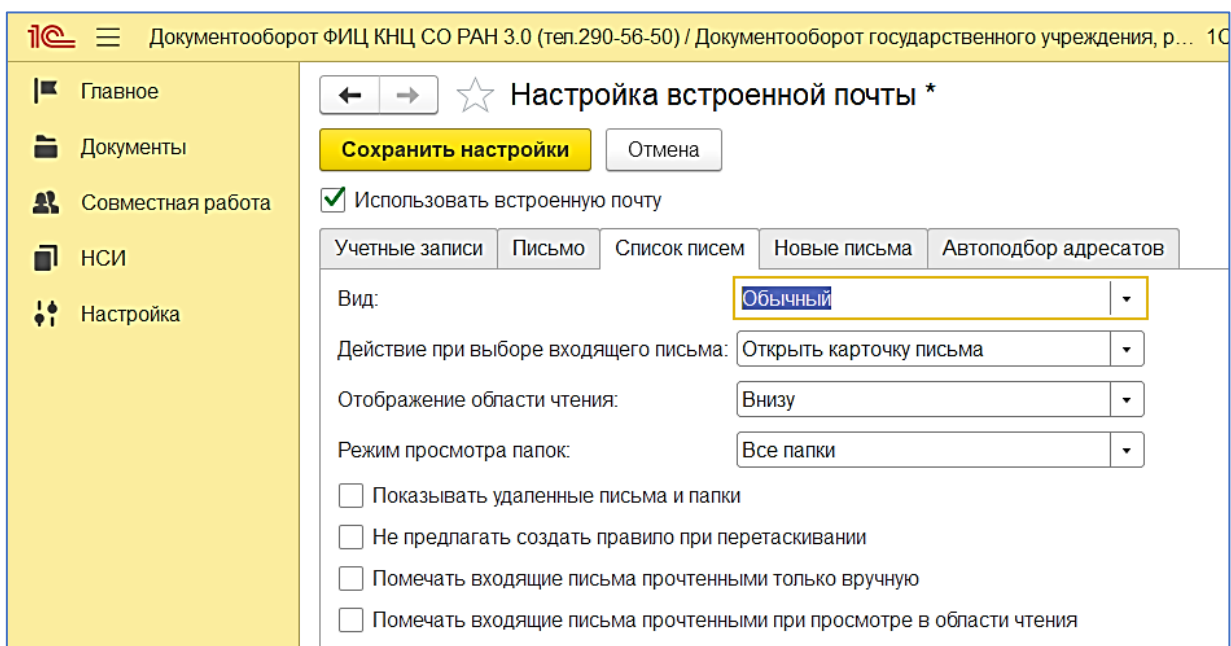 1С Документооборот ФИЦ КНЦ СО РАН 3.0 (тел.290-56-50) / Документооборот государственного учреждения, р... 1С
Главное
Документы
Совместная работа
НСИ
Настройка
Настройка встроенной почты *
Сохранить настройки Отмена
Использовать встроенную почту
Учетные записи Письмо Список писем Новые письма Автоподбор адресатов
Вид: Обычный
Действие при выборе входящего письма: Открыть карточку письма
Отображение области чтения: Внизу
Режим просмотра папок: Все папки
Показывать удаленные письма и папки
Не предлагать создать правило при перетаскивании
Помечать входящие письма прочтенными только вручную
Помечать входящие письма прочтенными при просмотре в области чтения